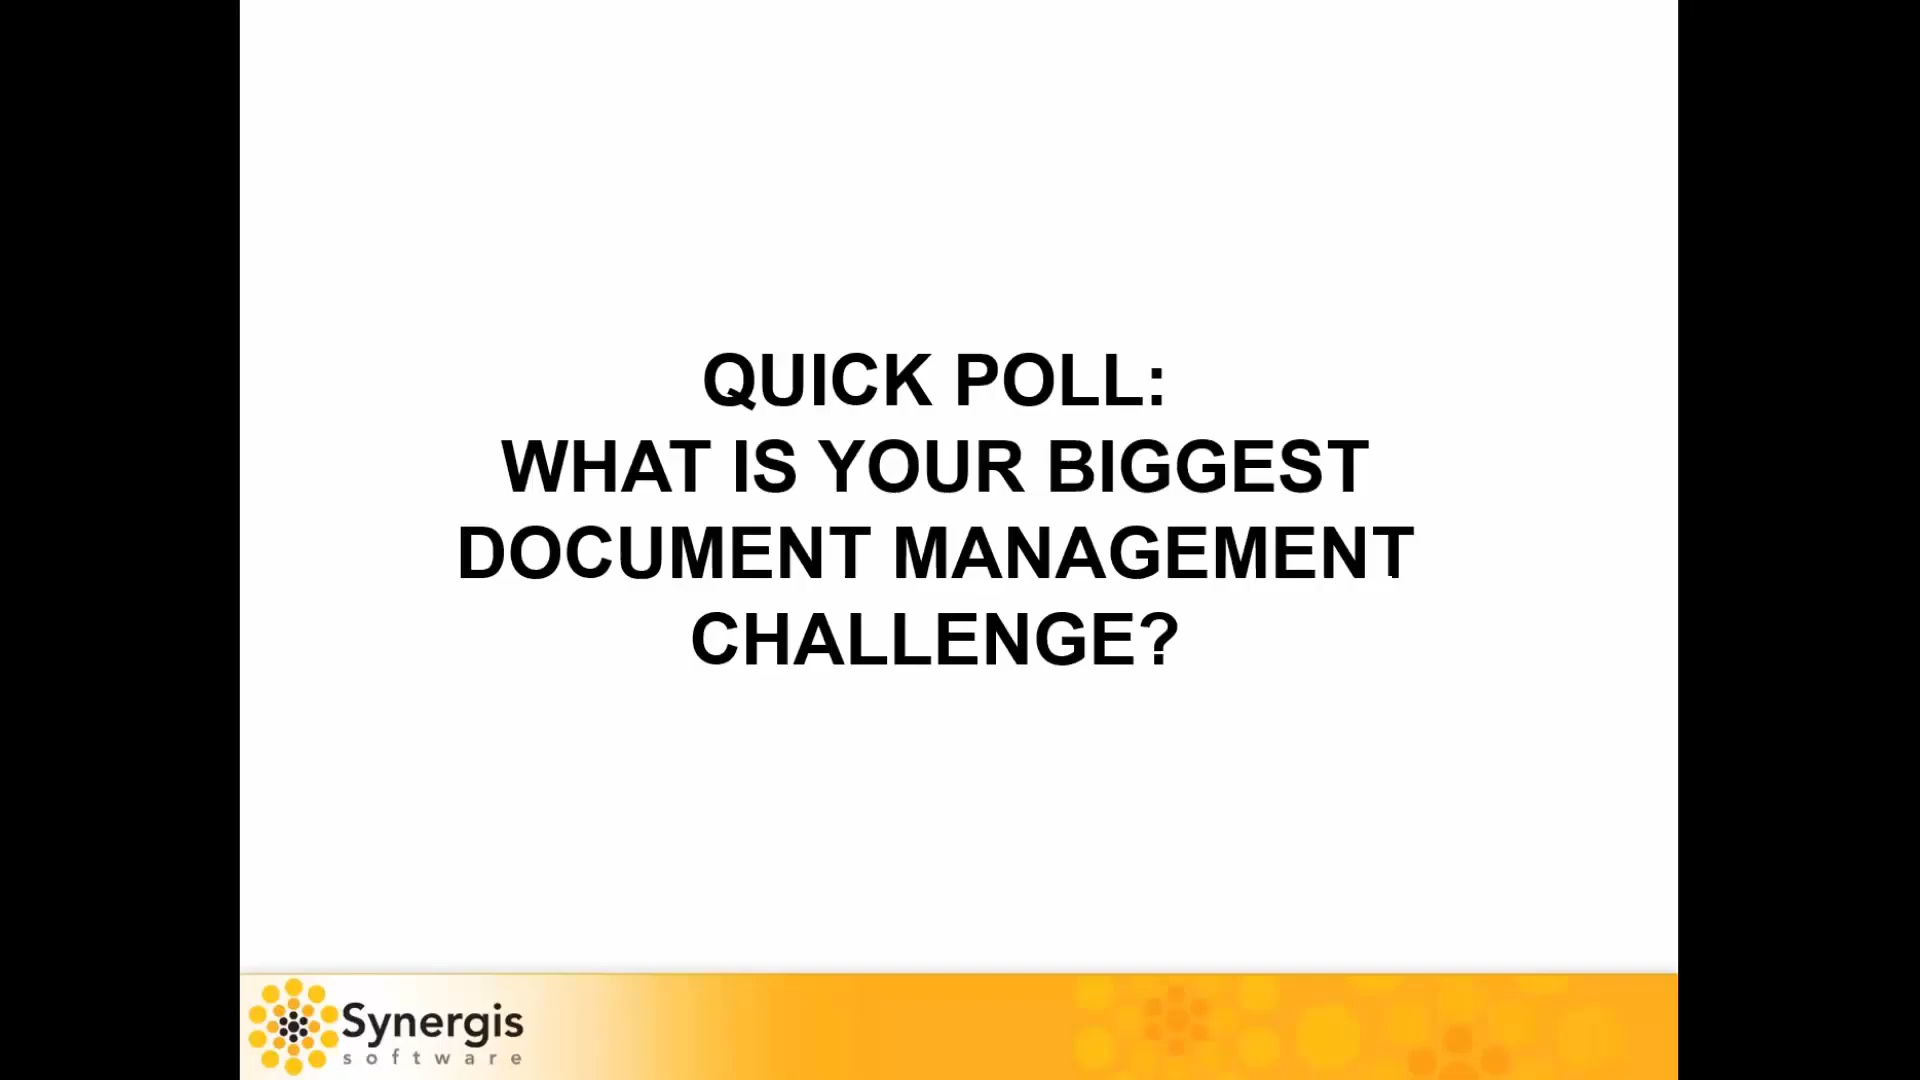 QUICK POLL:
WHAT IS YOUR BIGGEST
DOCUMENT MANAGEMENT
CHALLENGE?
Synergis
software